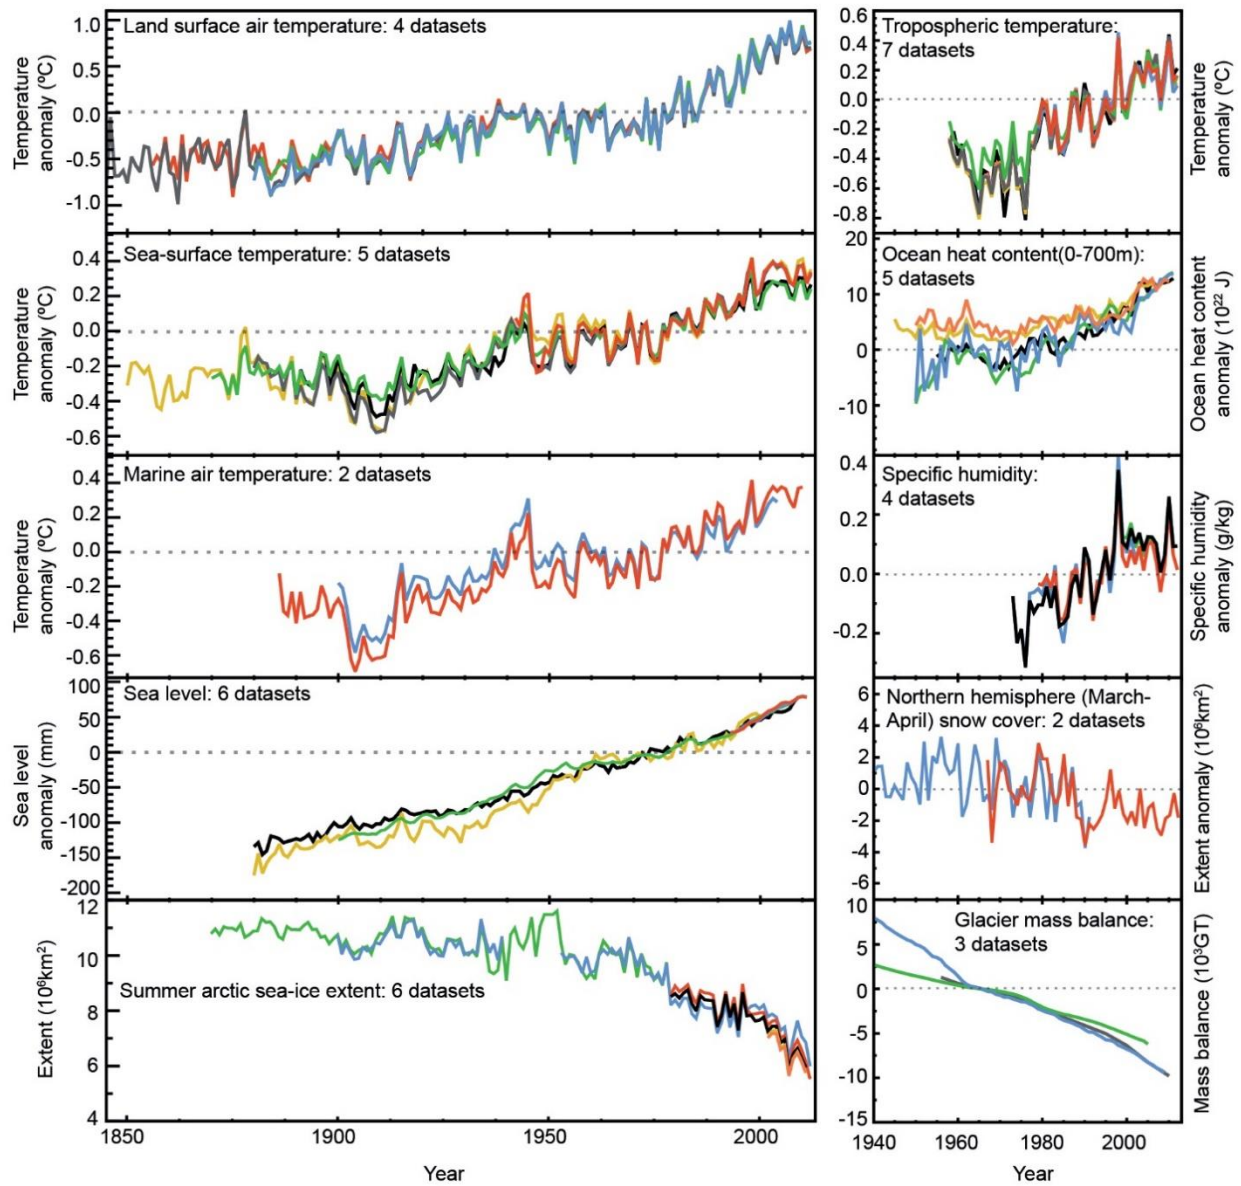 Land surface air temperature: 4 datasets
Temperature
anomaly (ºC)
1.0
0.5
0.0
-0.5
-1.0
Sea-surface temperature: 5 datasets
Temperature
anomaly (ºC)
0.4
0.2
0.0
-0.2
-0.4
-0.6
Marine air temperature: 2 datasets
Temperature
anomaly (ºC)
0.4
0.2
0.0
-0.2
-0.4
-0.6
Sea level: 6 datasets
Sea level
anomaly (mm)
100
50
0
-50
-100
-150
-200
Summer arctic sea-ice extent: 6 datasets
Extent (10⁶km²)
12
10
8
6
4
1850 1900 1950 2000
Year
Tropospheric temperature:
7 datasets
Temperature
anomaly (ºC)
0.6
0.4
0.2
0.0
-0.2
-0.4
-0.6
-0.8
Ocean heat content(0-700m):
5 datasets
Ocean heat content
anomaly (10²² J)
20
10
0
-10
Specific humidity:
4 datasets
Specific humidity
anomaly (g/kg)
0.4
0.2
0.0
-0.2
Northern hemisphere (March-
April) snow cover: 2 datasets
Extent anomaly (10⁶km²)
6
4
2
0
-2
-4
-6
Glacier mass balance:
3 datasets
Mass balance (10³GT)
10
5
0
-5
-10
-15
1940 1960 1980 2000
Year